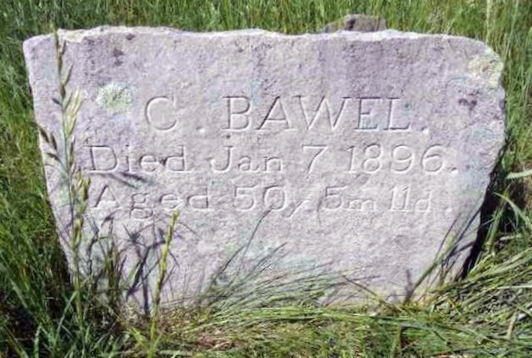 C. BAWEL.
Died Jan 7 1896.
Aged 50y 5m 11d.